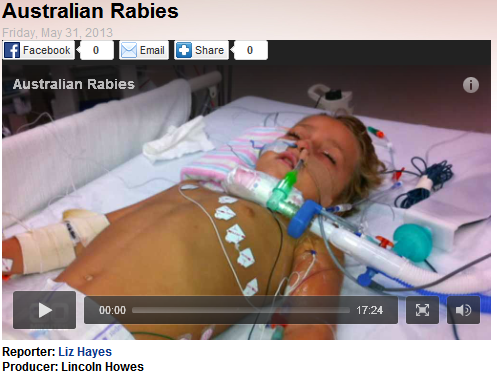 Australian Rabies
Friday, May 31, 2013
Facebook 0 Email Share 0
Australian Rabies
00:00 17:24
Reporter: Liz Hayes
Producer: Lincoln Howes